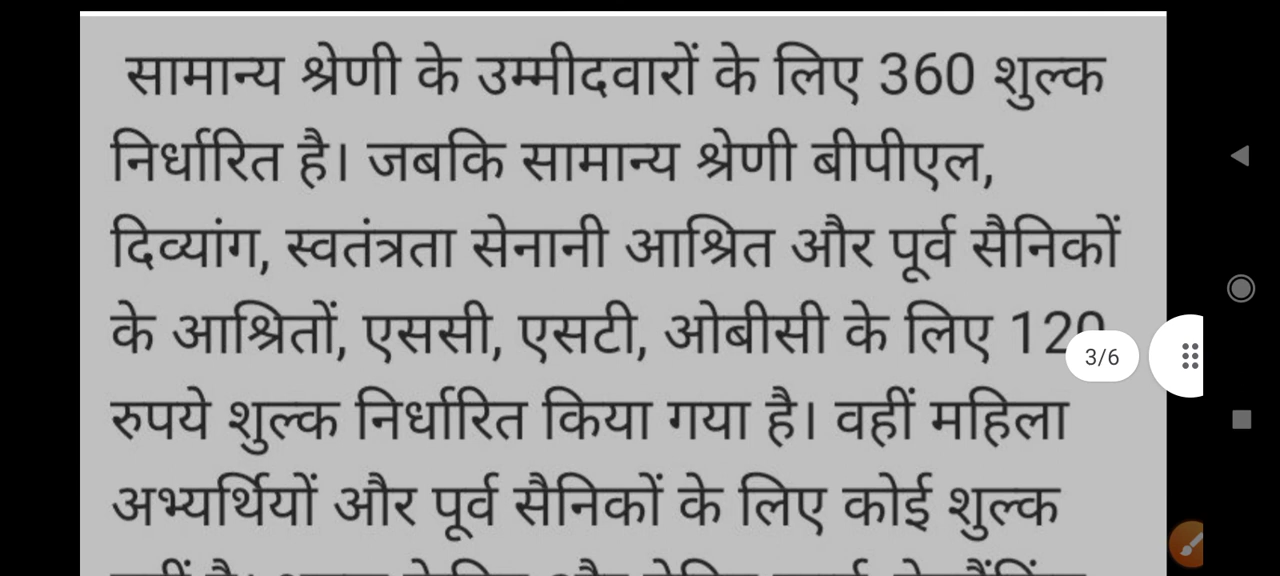 सामान्य श्रेणी के उम्मीदवारों के लिए 360 शुल्क
निर्धारित है। जबकि सामान्य श्रेणी बीपीएल,
दिव्यांग, स्वतंत्रता सेनानी आश्रित और पूर्व सैनिकों
के आश्रितों, एससी, एसटी, ओबीसी के लिए 120
3/6
रुपये शुल्क निर्धारित किया गया है। वहीं महिला
अभ्यर्थियों और पूर्व सैनिकों के लिए कोई शुल्क